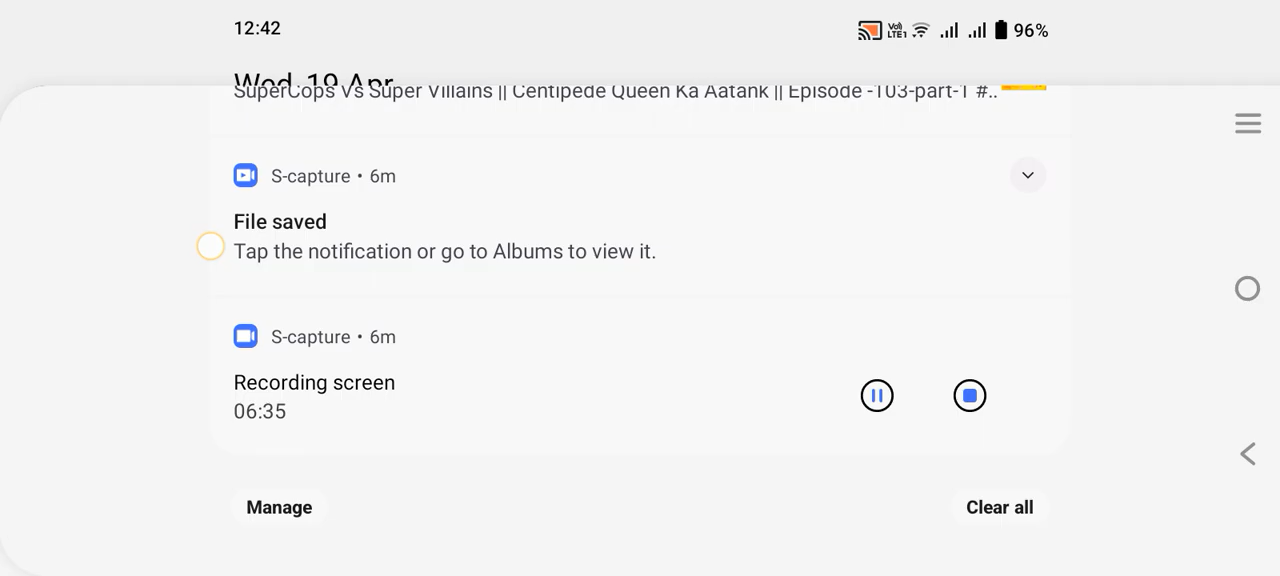 12:42
Vo)) LTE1
96%
Wed, 19 Apr
SuperCops Vs Super Villains || Centipede Queen Ka Aatank || Episode -103-part-1 #..
S-capture • 6m
File saved
Tap the notification or go to Albums to view it.
S-capture • 6m
Recording screen
06:35
Manage
Clear all